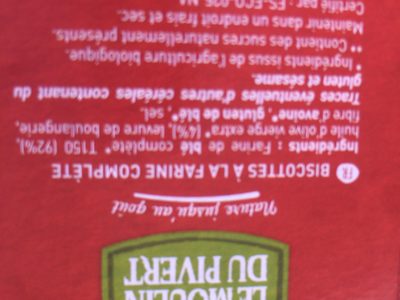 LE MOULIN
DU PIVERT
Nature jusqu'au goût
FR BISCOTTES À LA FARINE COMPLÈTE
Ingrédients : Farine de blé complète* T150 (92%),
huile d'olive vierge extra* (4%), levure de boulangerie,
fibre d'avoine*, gluten de blé*, sel.
Traces éventuelles d'autres céréales contenant du
gluten et sésame.
* Ingrédients issus de l'agriculture biologique.
** Contient des sucres naturellement présents.
Maintenir dans un endroit frais et sec.
Certifié par : ES-ECO-